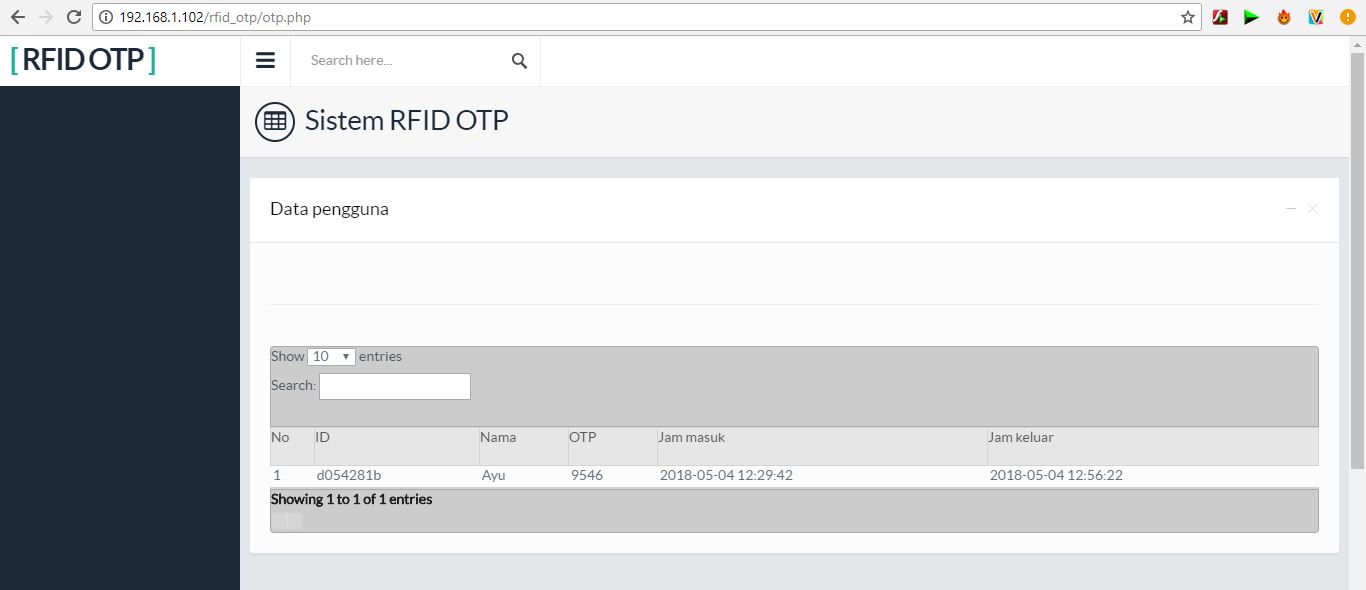 192.168.1.102/rfid_otp/otp.php
[ RFID OTP ]
Search here...
Sistem RFID OTP
Data pengguna
Show 10 entries
Search:
No ID Nama OTP Jam masuk Jam keluar
1 d054281b Ayu 9546 2018-05-04 12:29:42 2018-05-04 12:56:22
Showing 1 to 1 of 1 entries